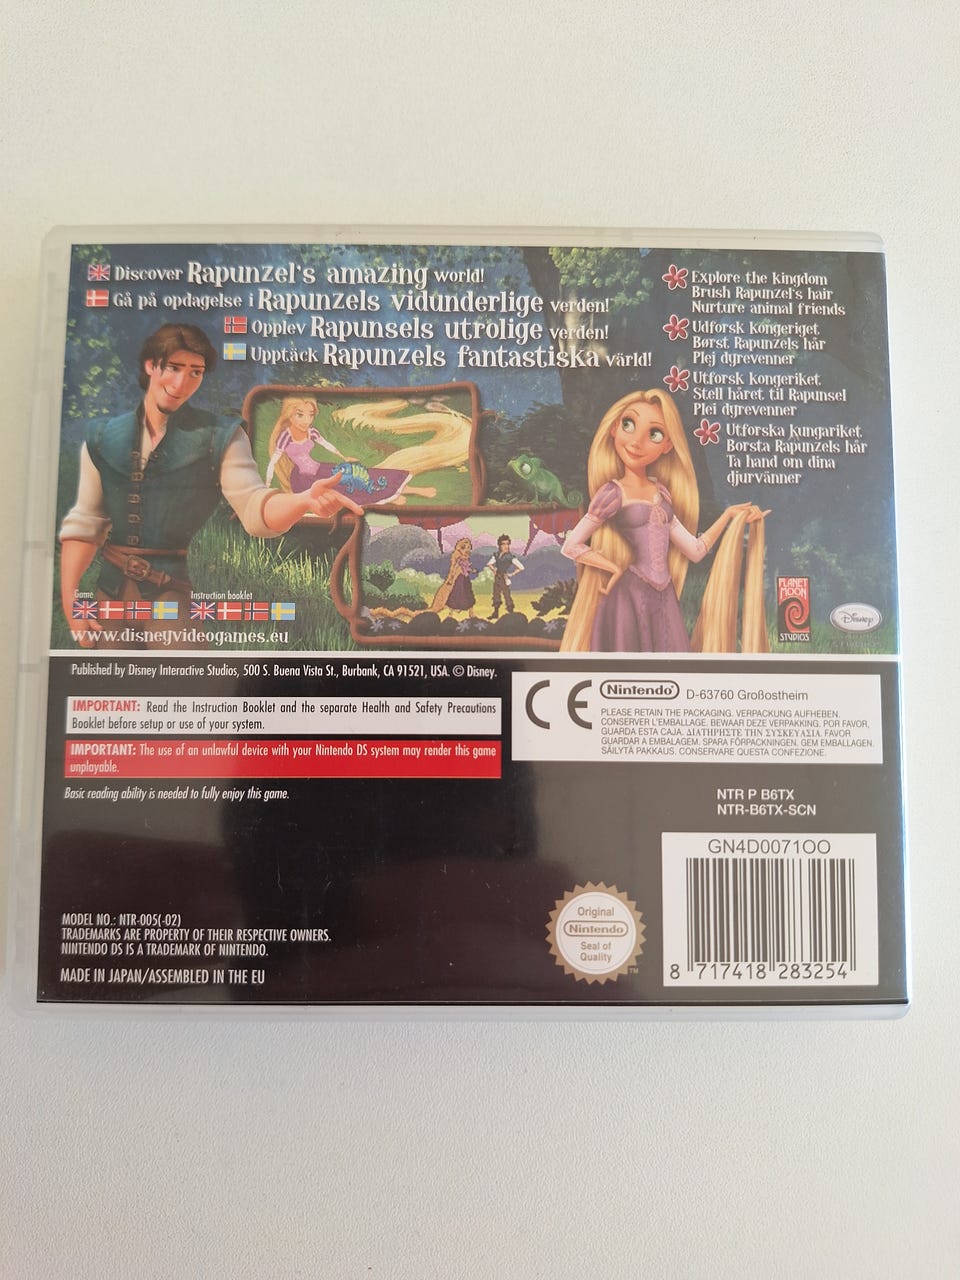 Discover Rapunzel's amazing world!
Gå på opdagelse i Rapunzels vidunderlige verden!
Opplev Rapunsels utrolige verden!
Upptäck Rapunzels fantastiska värld!
Explore the kingdom
Brush Rapunzel's hair
Nurture animal friends
Udforsk kongeriget
Børst Rapunzels hår
Plej dyrevenner
Utforsk kongeriket
Stell håret til Rapunsel
Plei dyrevenner
Utforska kungariket
Borsta Rapunzels hår
Ta hand om dina
djurvänner
Game
Instruction booklet
www.disneyvideogames.eu
PLANET
MOON
STUDIOS
Disney
Published by Disney Interactive Studios, 500 S. Buena Vista St., Burbank, CA 91521, USA. © Disney.
IMPORTANT: Read the Instruction Booklet and the separate Health and Safety Precautions
Booklet before setup or use of your system.
IMPORTANT: The use of an unlawful device with your Nintendo DS system may render this game
unplayable.
Basic reading ability is needed to fully enjoy this game.
CE
Nintendo D-63760 Großostheim
PLEASE RETAIN THE PACKAGING. VERPACKUNG AUFHEBEN.
CONSERVER L'EMBALLAGE. BEWAAR DEZE VERPAKKING. POR FAVOR,
GUARDA ESTA CAJA. ΔΙΑΤΗΡΗΣΤΕ ΤΗΝ ΣΥΣΚΕΥΑΣΙΑ. FAVOR
GUARDAR A EMBALAGEM. SPARA FÖRPACKNINGEN. GEM EMBALLAGEN.
SÄILYTÄ PAKKAUS. CONSERVARE QUESTA CONFEZIONE.
NTR P B6TX
NTR-B6TX-SCN
GN4D0071OO
8 717418 283254
Original
Nintendo
Seal of
Quality
TM
MODEL NO.: NTR-005(-02)
TRADEMARKS ARE PROPERTY OF THEIR RESPECTIVE OWNERS.
NINTENDO DS IS A TRADEMARK OF NINTENDO.
MADE IN JAPAN/ASSEMBLED IN THE EU